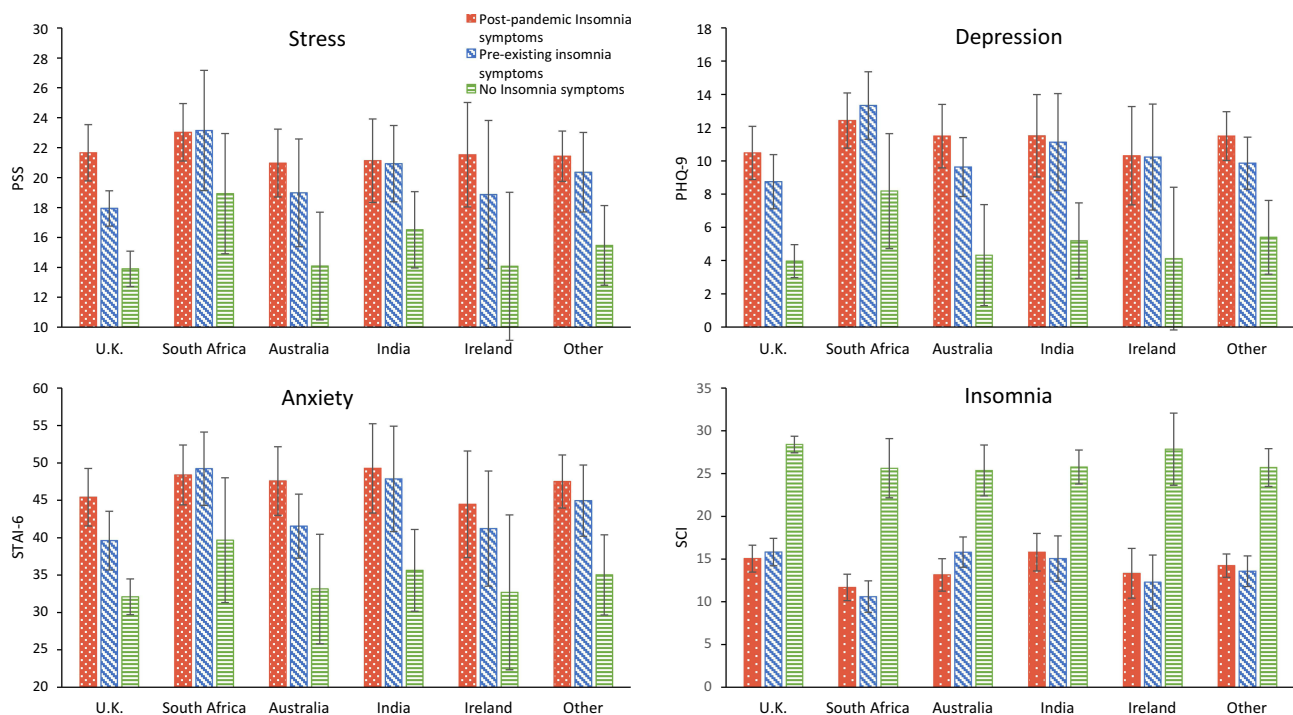 Stress
Post-pandemic Insomnia
symptoms
Pre-existing insomnia
symptoms
No Insomnia symptoms
PSS
30
28
26
24
22
20
18
16
14
12
10
U.K. South Africa Australia India Ireland Other
Depression
PHQ-9
18
16
14
12
10
8
6
4
2
0
U.K. South Africa Australia India Ireland Other
Anxiety
STAI-6
60
55
50
45
40
35
30
25
20
U.K. South Africa Australia India Ireland Other
Insomnia
SCI
35
30
25
20
15
10
5
0
U.K. South Africa Australia India Ireland Other